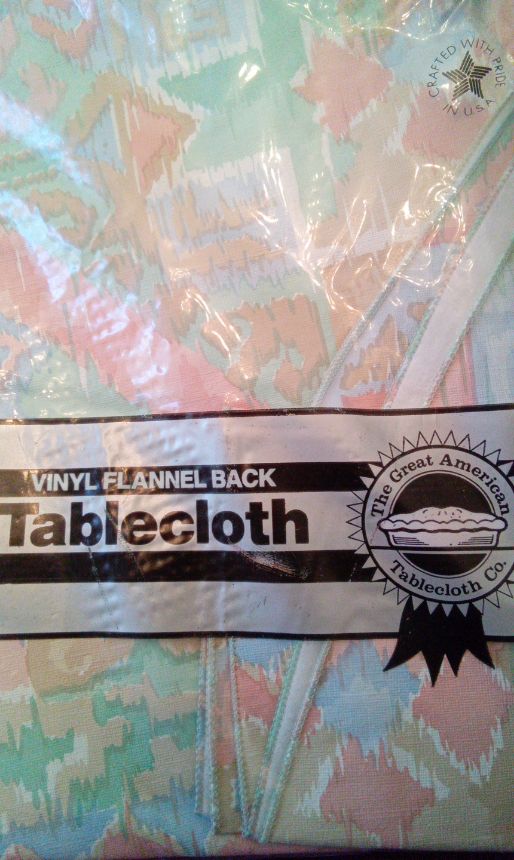 CRAFTED WITH PRIDE
IN U.S.A
VINYL FLANNEL BACK
Tablecloth
The Great American
Tablecloth Co.